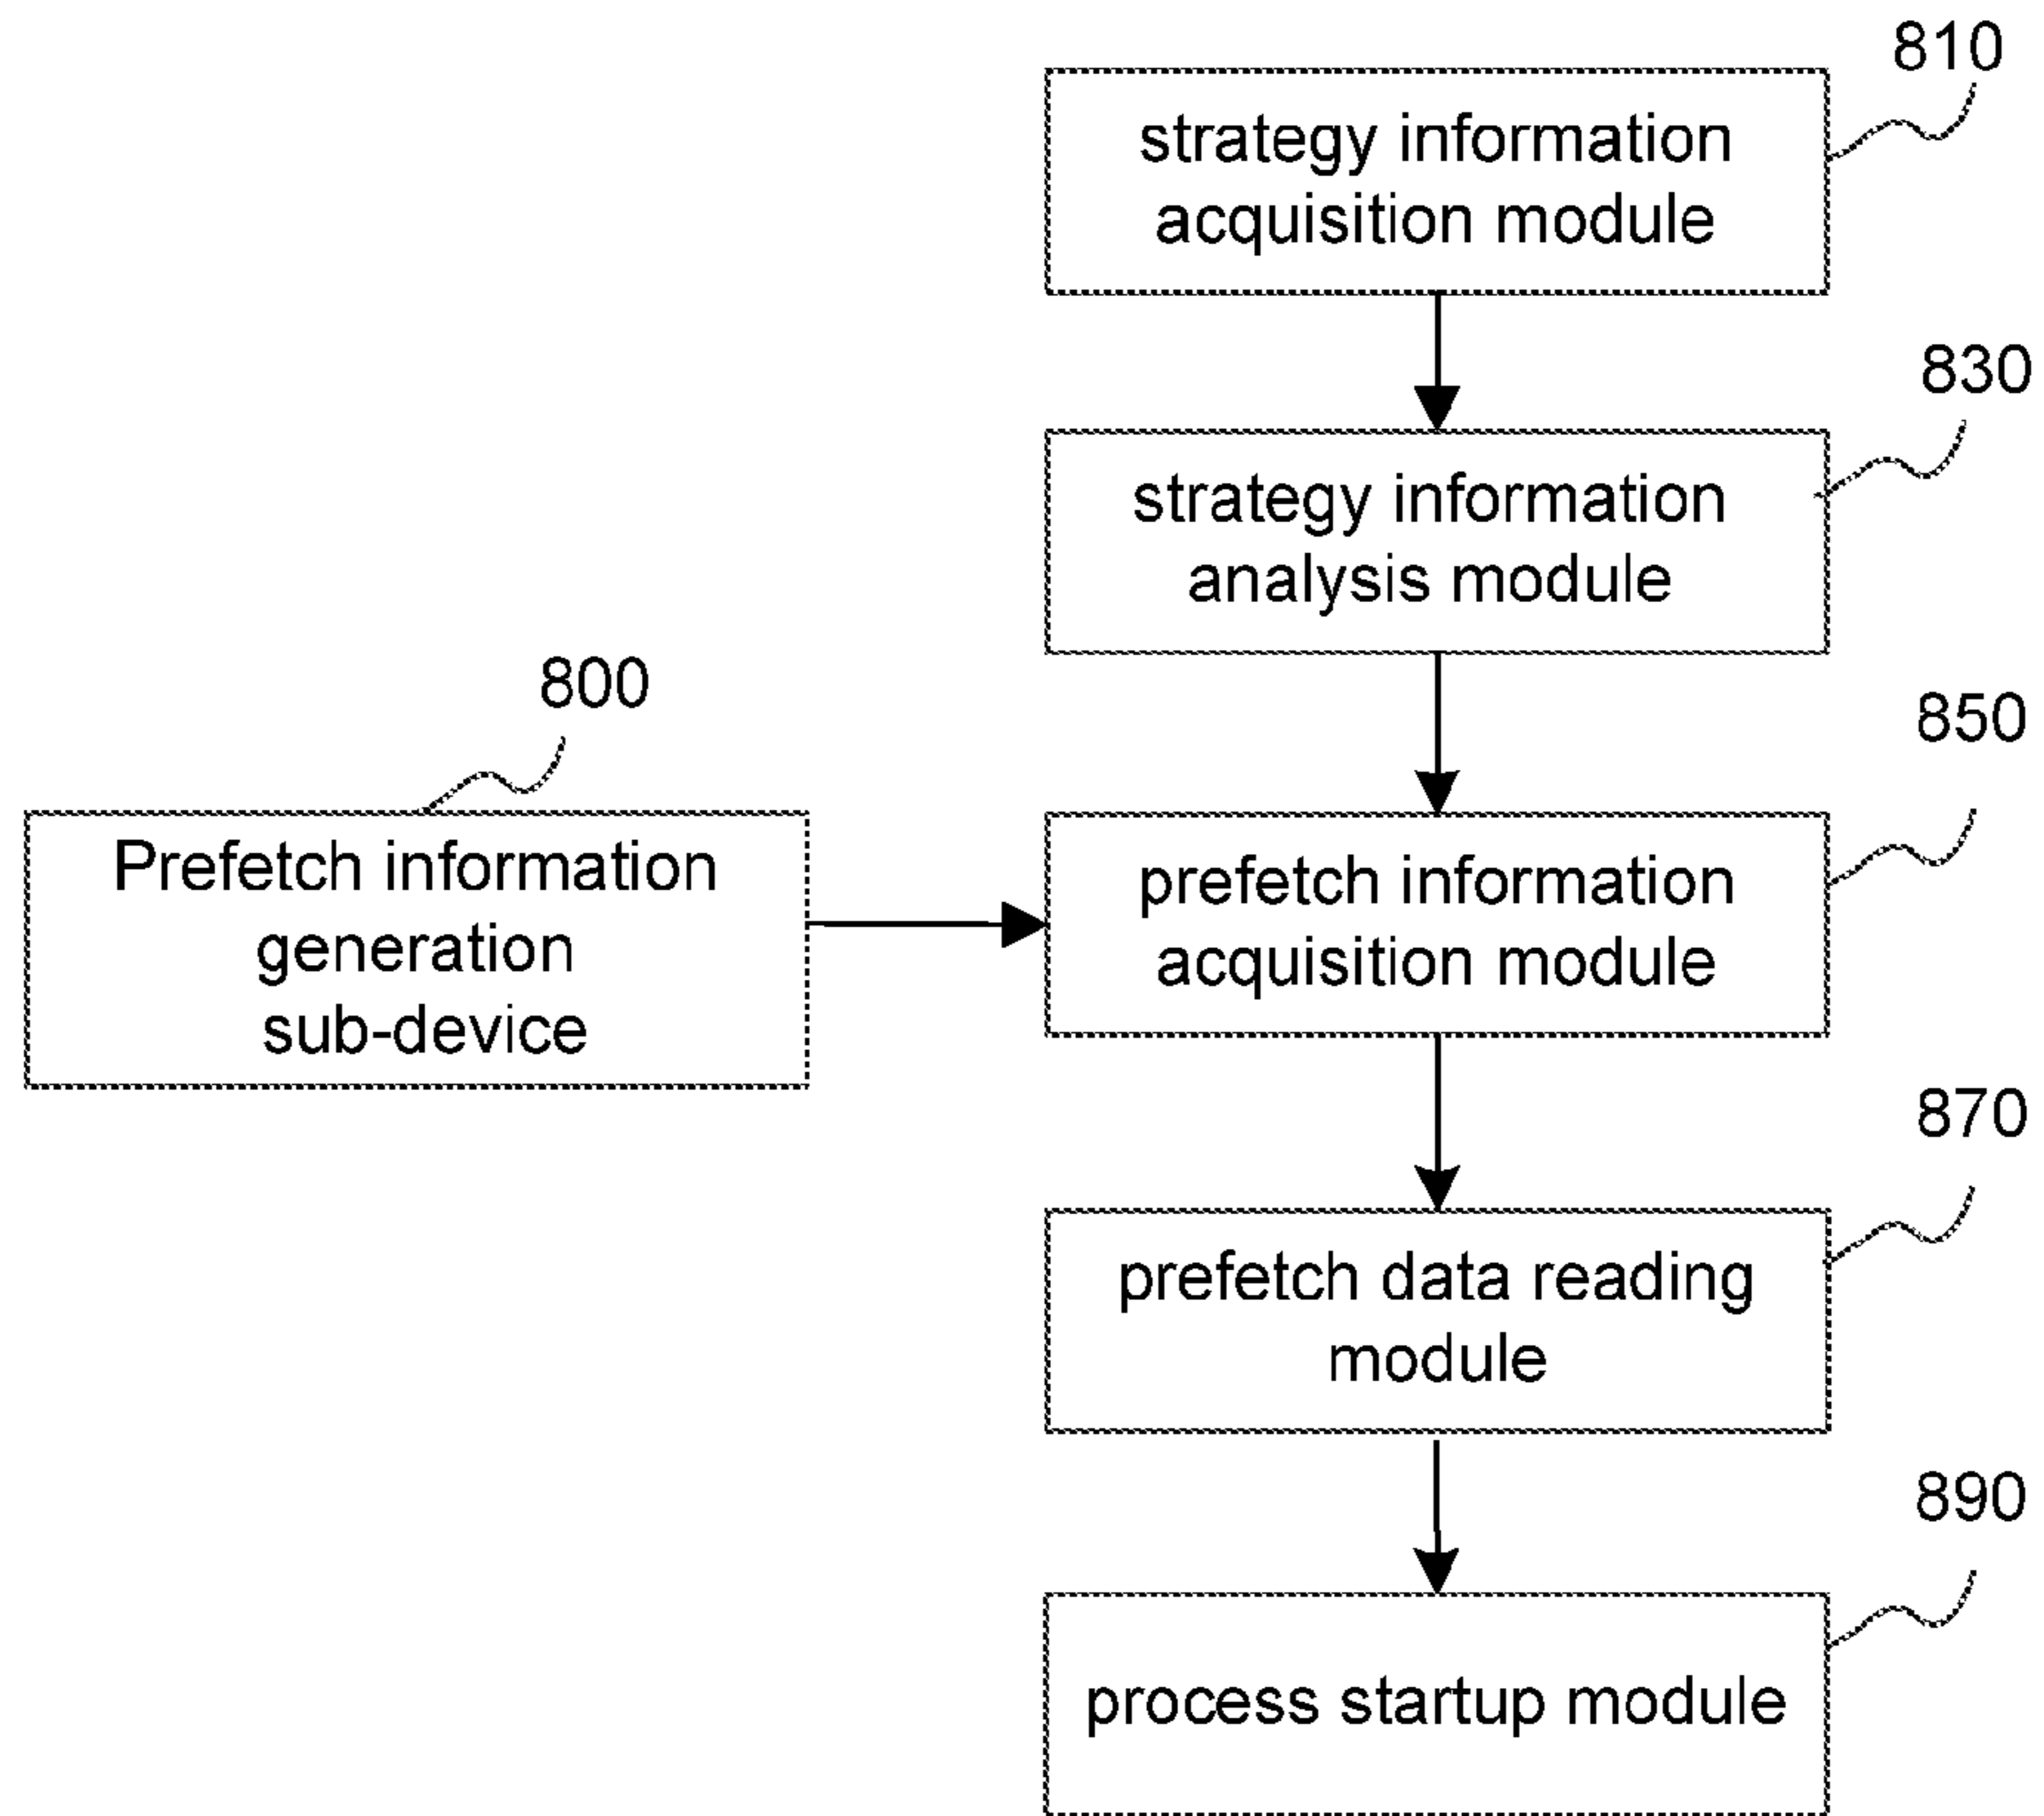 810
strategy information
acquisition module
830
strategy information
analysis module
800
Prefetch information
generation
sub-device
850
prefetch information
acquisition module
870
prefetch data reading
module
890
process startup module